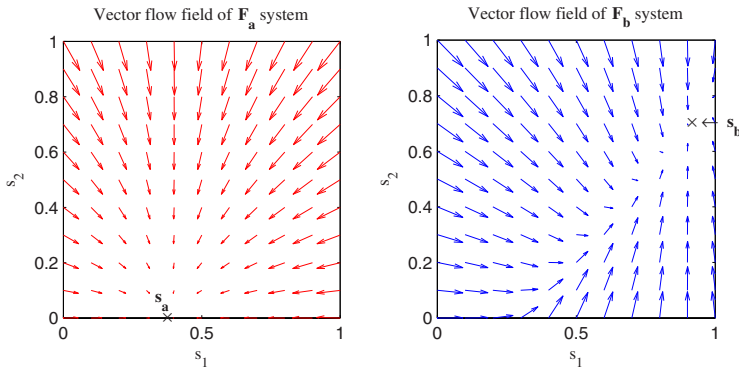 Vector flow field of F_a system
s_2
1
0.8
0.6
0.4
0.2
0
s_a
0 0.5 1
s_1
Vector flow field of F_b system
s_2
1
0.8
0.6
0.4
0.2
0
s_b
0 0.5 1
s_1